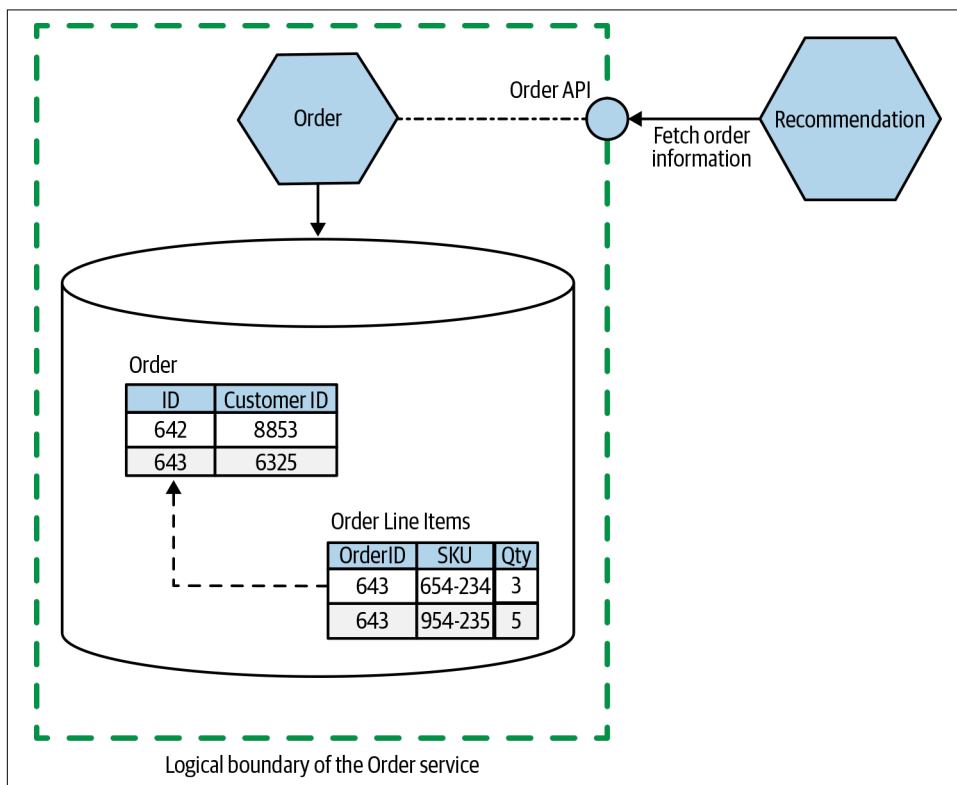 Order
Order API
Recommendation
Fetch order
information
Order
ID Customer ID
642 8853
643 6325
Order Line Items
OrderID SKU Qty
643 654-234 3
643 954-235 5
Logical boundary of the Order service